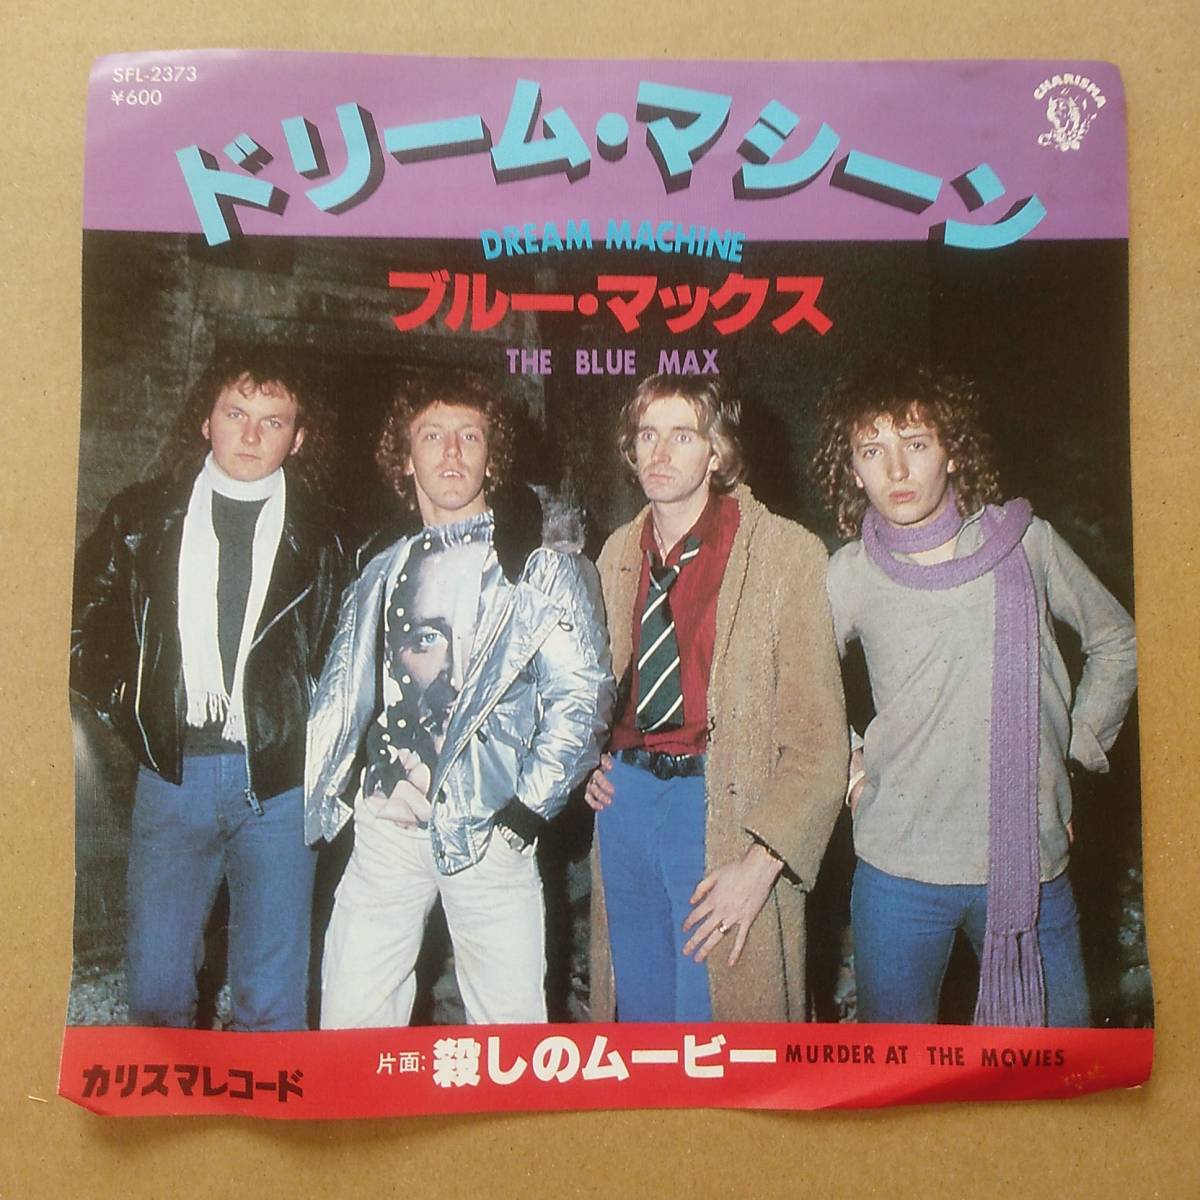 SFL-2373
¥600
CHARISMA
ドリーム・マシーン
DREAM MACHINE
ブルー・マックス
THE BLUE MAX
片面:殺しのムービー MURDER AT THE MOVIES
カリスマレコード